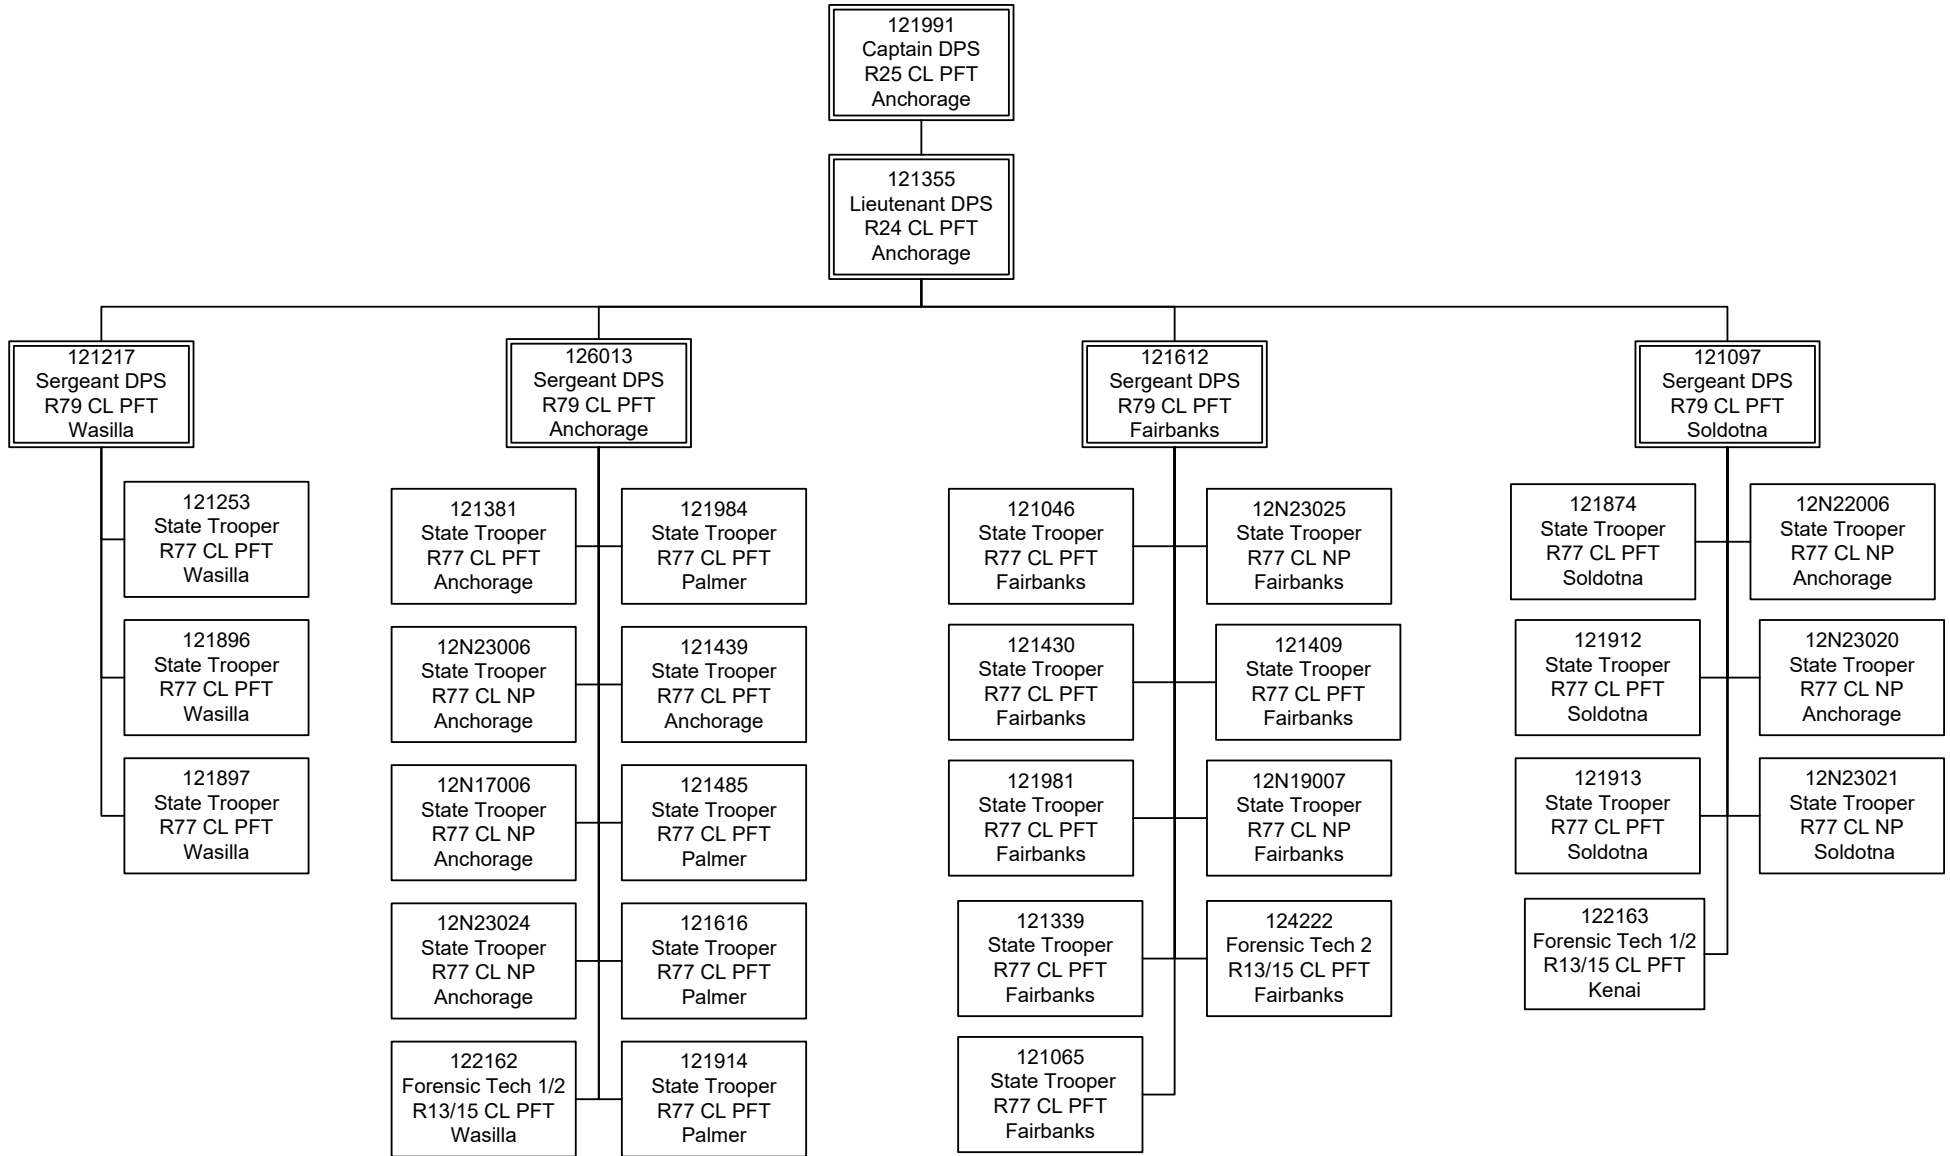 121991
Captain DPS
R25 CL PFT
Anchorage
121355
Lieutenant DPS
R24 CL PFT
Anchorage
121217
Sergeant DPS
R79 CL PFT
Wasilla
126013
Sergeant DPS
R79 CL PFT
Anchorage
121612
Sergeant DPS
R79 CL PFT
Fairbanks
121097
Sergeant DPS
R79 CL PFT
Soldotna
121253
State Trooper
R77 CL PFT
Wasilla
121896
State Trooper
R77 CL PFT
Wasilla
121897
State Trooper
R77 CL PFT
Wasilla
121381
State Trooper
R77 CL PFT
Anchorage
121984
State Trooper
R77 CL PFT
Palmer
12N23006
State Trooper
R77 CL NP
Anchorage
121439
State Trooper
R77 CL PFT
Anchorage
12N17006
State Trooper
R77 CL NP
Anchorage
121485
State Trooper
R77 CL PFT
Palmer
12N23024
State Trooper
R77 CL NP
Anchorage
121616
State Trooper
R77 CL PFT
Palmer
122162
Forensic Tech 1/2
R13/15 CL PFT
Wasilla
121914
State Trooper
R77 CL PFT
Palmer
121046
State Trooper
R77 CL PFT
Fairbanks
12N23025
State Trooper
R77 CL NP
Fairbanks
121430
State Trooper
R77 CL PFT
Fairbanks
121409
State Trooper
R77 CL PFT
Fairbanks
121981
State Trooper
R77 CL PFT
Fairbanks
12N19007
State Trooper
R77 CL NP
Fairbanks
121339
State Trooper
R77 CL PFT
Fairbanks
124222
Forensic Tech 2
R13/15 CL PFT
Fairbanks
121065
State Trooper
R77 CL PFT
Fairbanks
121874
State Trooper
R77 CL PFT
Soldotna
12N22006
State Trooper
R77 CL NP
Anchorage
121912
State Trooper
R77 CL PFT
Soldotna
12N23020
State Trooper
R77 CL NP
Anchorage
121913
State Trooper
R77 CL PFT
Soldotna
12N23021
State Trooper
R77 CL NP
Soldotna
122163
Forensic Tech 1/2
R13/15 CL PFT
Kenai